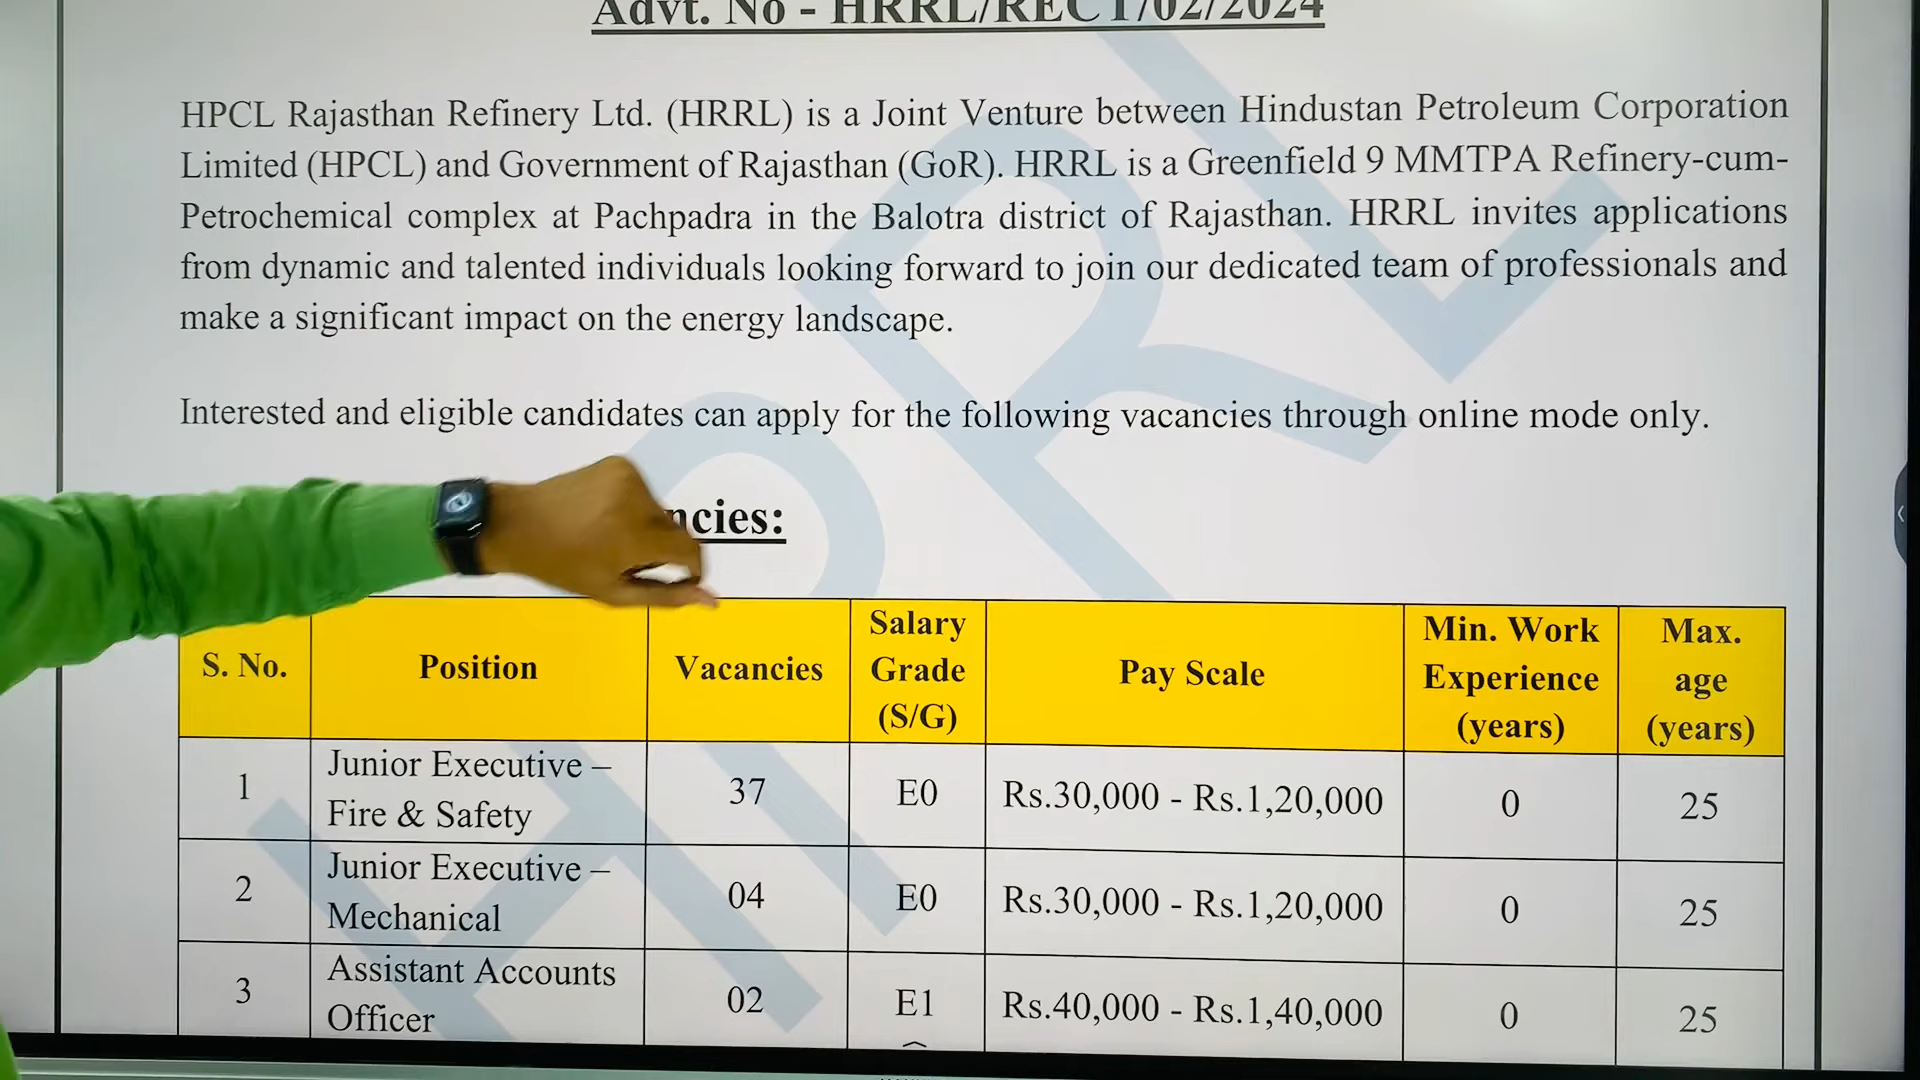 Advt. No - HRRL/RECT/02/2024
HPCL Rajasthan Refinery Ltd. (HRRL) is a Joint Venture between Hindustan Petroleum Corporation
Limited (HPCL) and Government of Rajasthan (GoR). HRRL is a Greenfield 9 MMTPA Refinery-cum-
Petrochemical complex at Pachpadra in the Balotra district of Rajasthan. HRRL invites applications
from dynamic and talented individuals looking forward to join our dedicated team of professionals and
make a significant impact on the energy landscape.
Interested and eligible candidates can apply for the following vacancies through online mode only.
ncies:
S. No. Position Vacancies Salary Grade (S/G) Pay Scale Min. Work Experience (years) Max. age (years)
1 Junior Executive – Fire & Safety 37 E0 Rs.30,000 - Rs.1,20,000 0 25
2 Junior Executive – Mechanical 04 E0 Rs.30,000 - Rs.1,20,000 0 25
3 Assistant Accounts Officer 02 E1 Rs.40,000 - Rs.1,40,000 0 25
HRRL